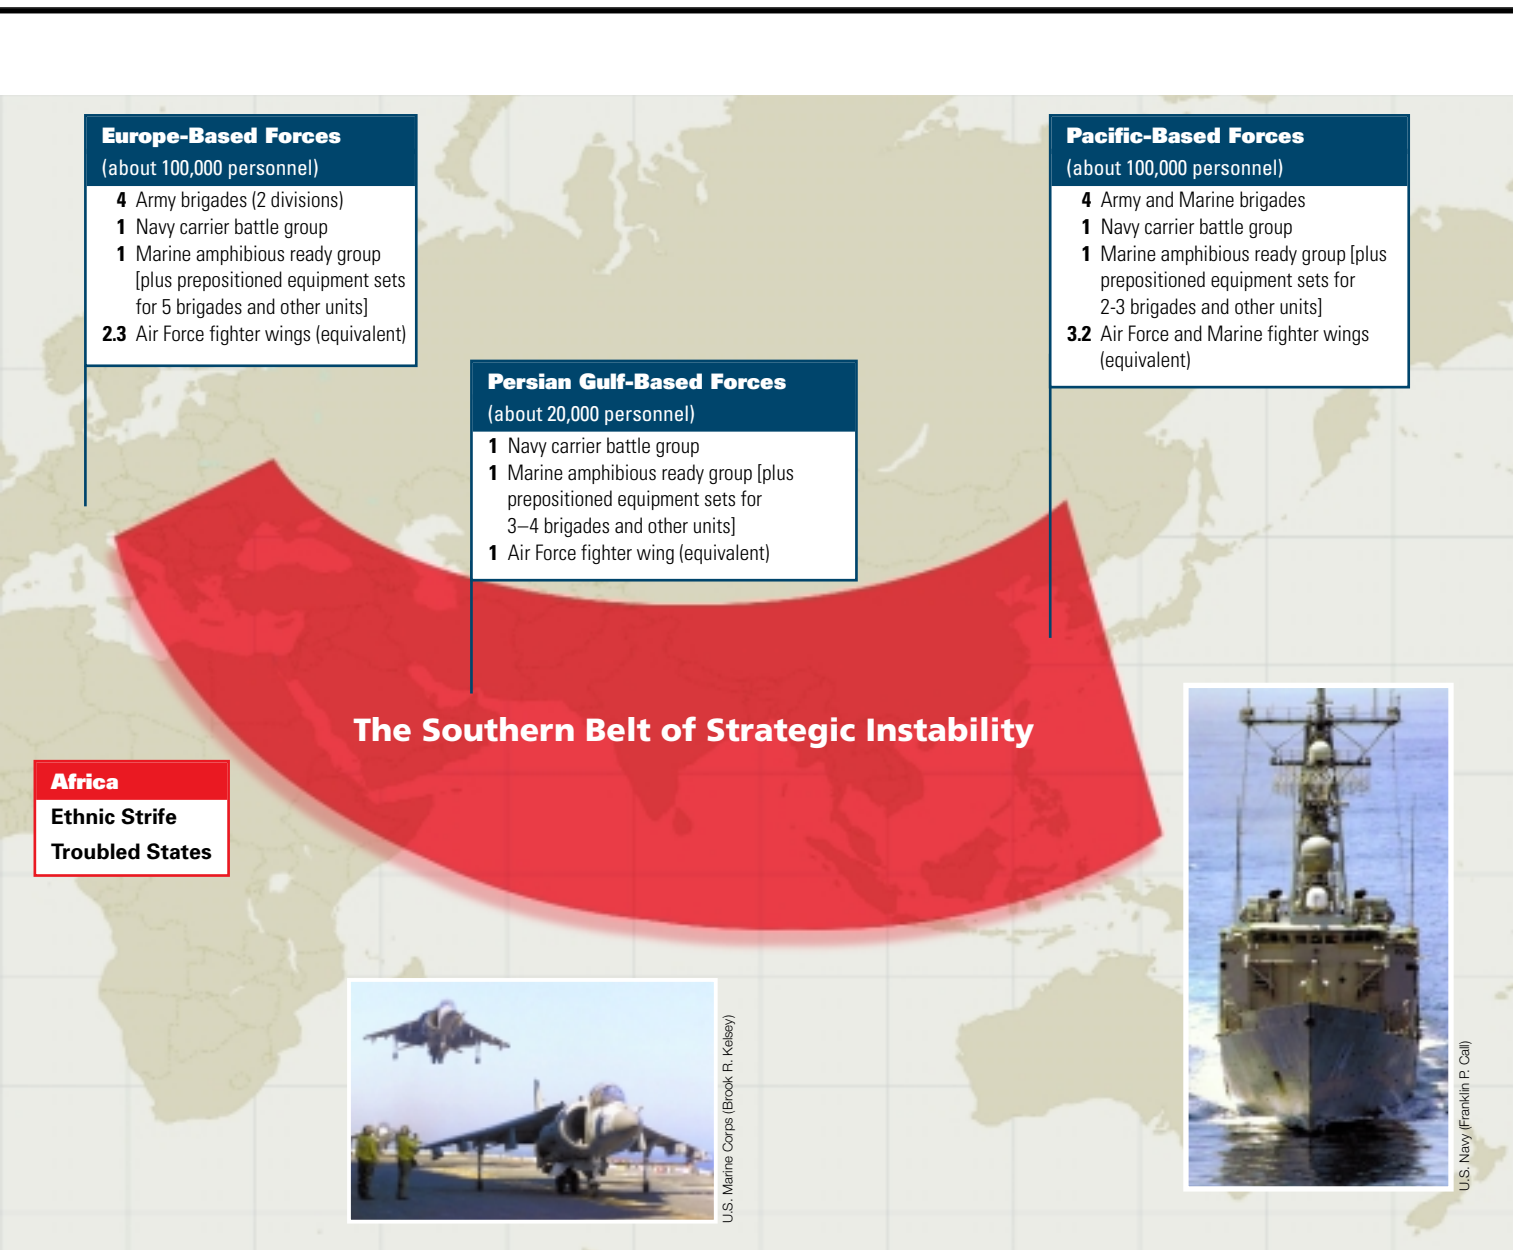 Europe-Based Forces
(about 100,000 personnel)
4 Army brigades (2 divisions)
1 Navy carrier battle group
1 Marine amphibious ready group
[plus prepositioned equipment sets
for 5 brigades and other units]
2.3 Air Force fighter wings (equivalent)
Persian Gulf-Based Forces
(about 20,000 personnel)
1 Navy carrier battle group
1 Marine amphibious ready group [plus
prepositioned equipment sets for
3–4 brigades and other units]
1 Air Force fighter wing (equivalent)
Pacific-Based Forces
(about 100,000 personnel)
4 Army and Marine brigades
1 Navy carrier battle group
1 Marine amphibious ready group [plus
prepositioned equipment sets for
2-3 brigades and other units]
3.2 Air Force and Marine fighter wings
(equivalent)
The Southern Belt of Strategic Instability
Africa
Ethnic Strife
Troubled States
U.S. Marine Corps (Brook R. Kelsey)
U.S. Navy (Franklin P. Call)